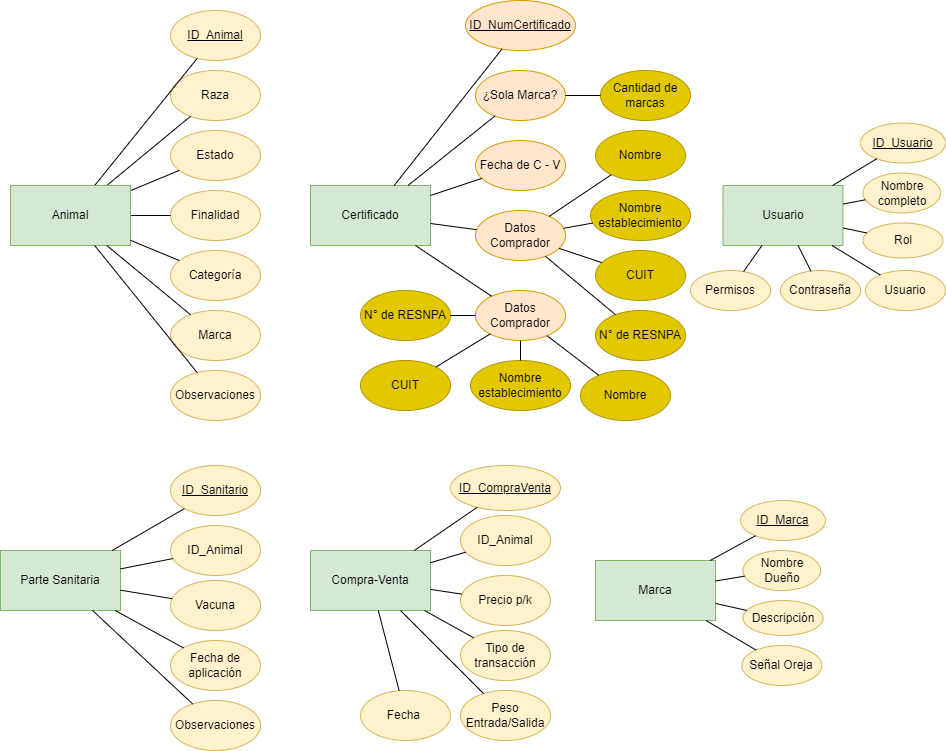 ID_Animal
Raza
Estado
Animal
Finalidad
Categoría
Marca
Observaciones
ID_NumCertificado
¿Sola Marca?
Cantidad de
marcas
Fecha de C - V
Nombre
Certificado
Datos
Comprador
Nombre
establecimiento
CUIT
N° de RESNPA
Datos
Comprador
N° de RESNPA
CUIT
Nombre
establecimiento
Nombre
ID_Usuario
Nombre
completo
Usuario
Rol
Permisos
Contraseña
Usuario
ID_Sanitario
ID_Animal
Parte Sanitaria
Vacuna
Fecha de
aplicación
Observaciones
ID_CompraVenta
ID_Animal
Compra-Venta
Precio p/k
Tipo de
transacción
Fecha
Peso
Entrada/Salida
ID_Marca
Nombre
Dueño
Marca
Descripción
Señal Oreja